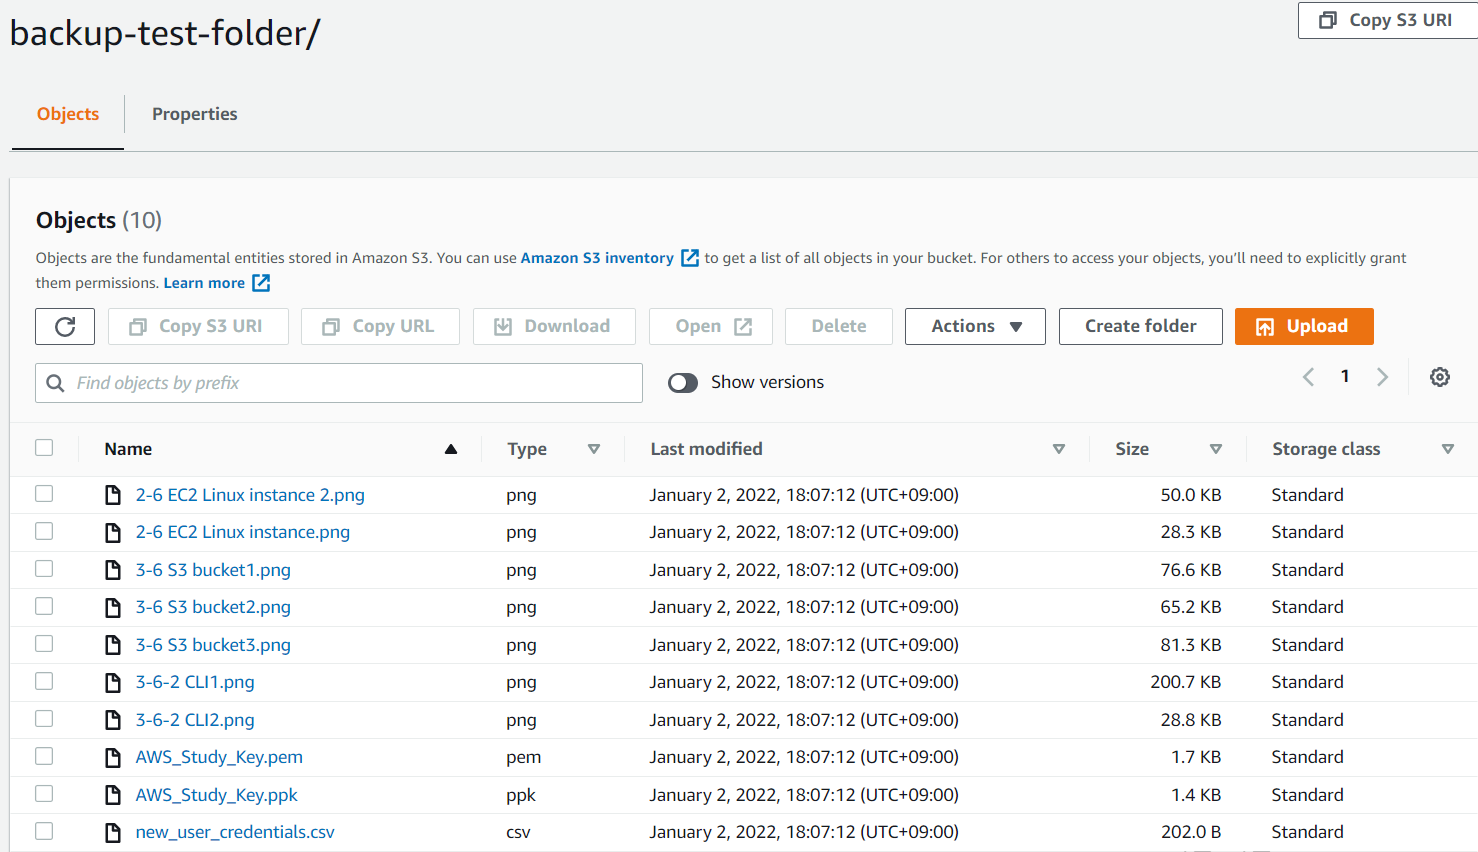 backup-test-folder/
Copy S3 URI
Objects
Properties
Objects (10)
Objects are the fundamental entities stored in Amazon S3. You can use Amazon S3 inventory to get a list of all objects in your bucket. For others to access your objects, you'll need to explicitly grant
them permissions. Learn more
Copy S3 URI Copy URL Download Open Delete Actions Create folder Upload
Find objects by prefix Show versions 1
Name Type Last modified Size Storage class
2-6 EC2 Linux instance 2.png png January 2, 2022, 18:07:12 (UTC+09:00) 50.0 KB Standard
2-6 EC2 Linux instance.png png January 2, 2022, 18:07:12 (UTC+09:00) 28.3 KB Standard
3-6 S3 bucket1.png png January 2, 2022, 18:07:12 (UTC+09:00) 76.6 KB Standard
3-6 S3 bucket2.png png January 2, 2022, 18:07:12 (UTC+09:00) 65.2 KB Standard
3-6 S3 bucket3.png png January 2, 2022, 18:07:12 (UTC+09:00) 81.3 KB Standard
3-6-2 CLI1.png png January 2, 2022, 18:07:12 (UTC+09:00) 200.7 KB Standard
3-6-2 CLI2.png png January 2, 2022, 18:07:12 (UTC+09:00) 28.8 KB Standard
AWS_Study_Key.pem pem January 2, 2022, 18:07:12 (UTC+09:00) 1.7 KB Standard
AWS_Study_Key.ppk ppk January 2, 2022, 18:07:12 (UTC+09:00) 1.4 KB Standard
new_user_credentials.csv csv January 2, 2022, 18:07:12 (UTC+09:00) 202.0 B Standard